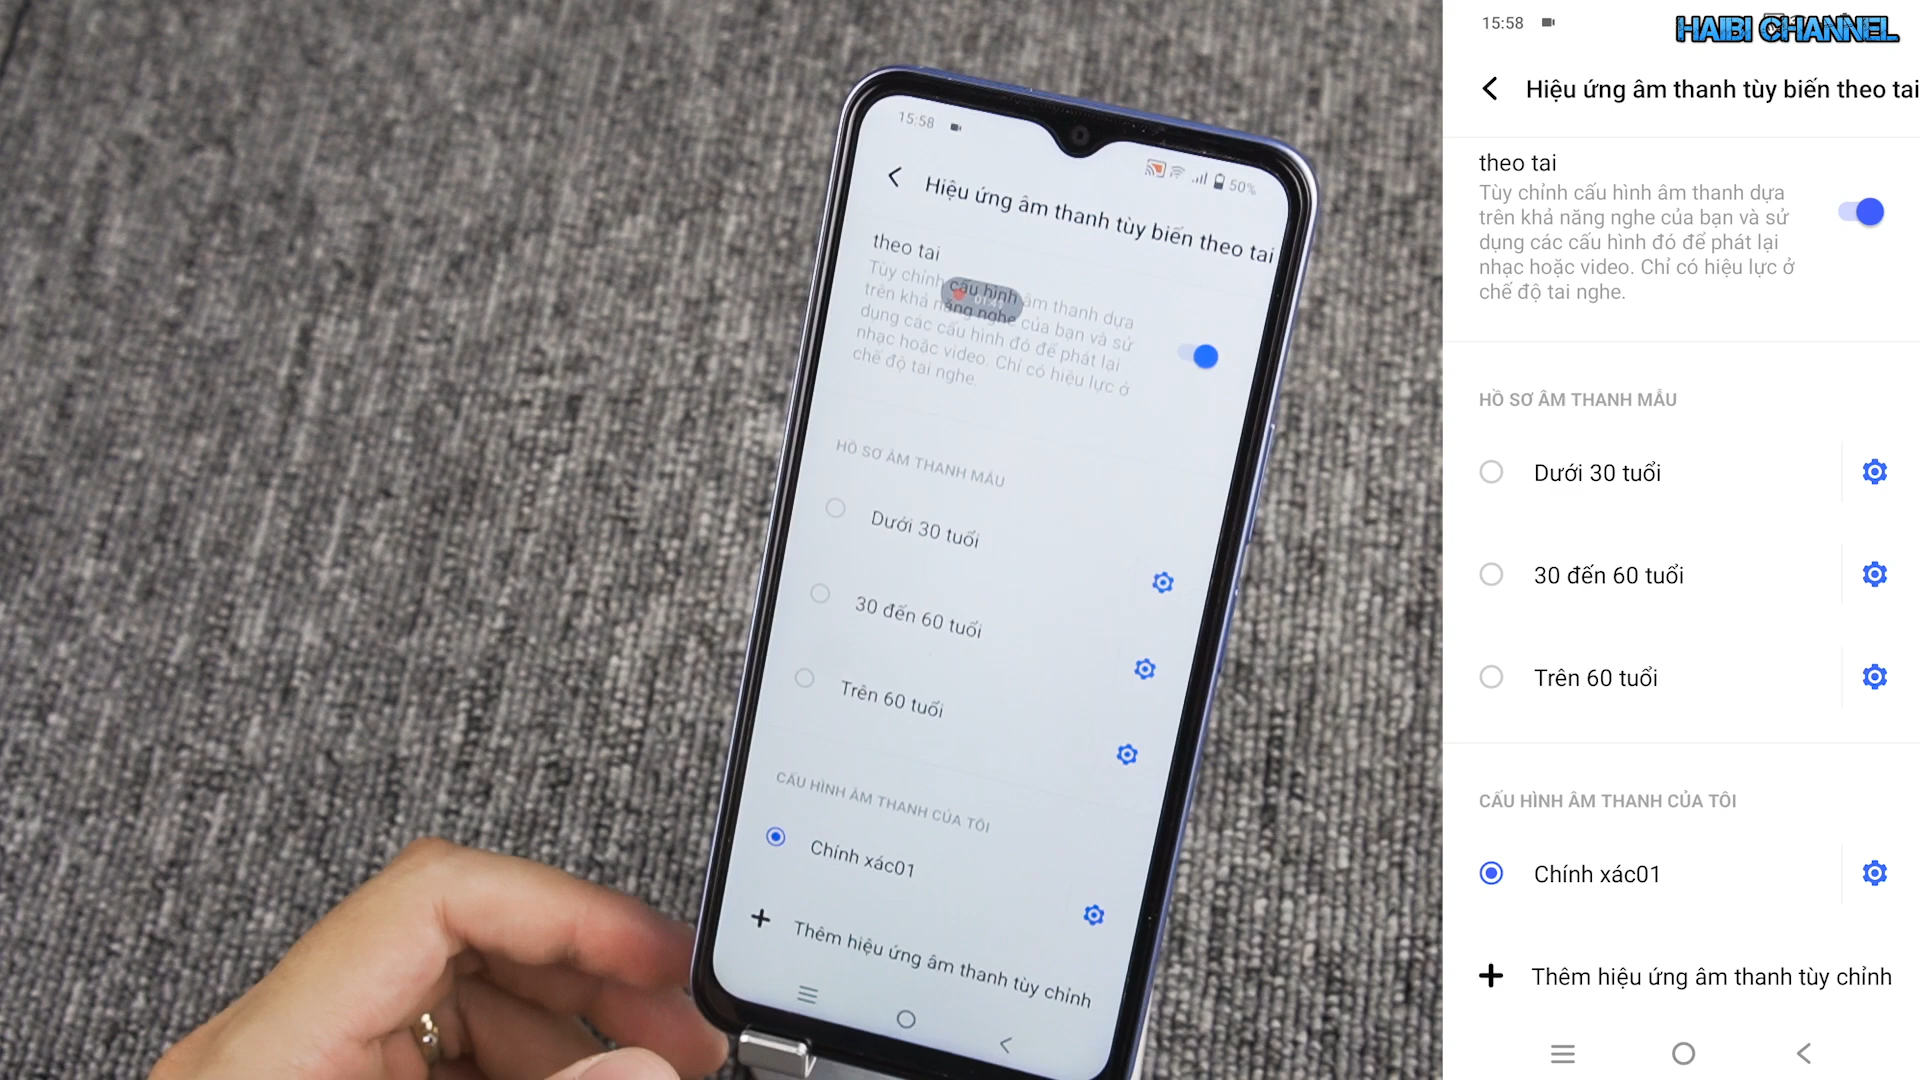 15:58
50%
Hiệu ứng âm thanh tùy biến theo tai
theo tai
Tùy chỉnh cấu hình âm thanh dựa
trên khả năng nghe của bạn và sử
dụng các cấu hình đó để phát lại
nhạc hoặc video. Chỉ có hiệu lực ở
chế độ tai nghe.
HỒ SƠ ÂM THANH MẪU
Dưới 30 tuổi
30 đến 60 tuổi
Trên 60 tuổi
CẤU HÌNH ÂM THANH CỦA TÔI
Chính xác01
Thêm hiệu ứng âm thanh tùy chỉnh
15:58
HAIBI CHANNEL
Hiệu ứng âm thanh tùy biến theo tai
theo tai
Tùy chỉnh cấu hình âm thanh dựa
trên khả năng nghe của bạn và sử
dụng các cấu hình đó để phát lại
nhạc hoặc video. Chỉ có hiệu lực ở
chế độ tai nghe.
HỒ SƠ ÂM THANH MẪU
Dưới 30 tuổi
30 đến 60 tuổi
Trên 60 tuổi
CẤU HÌNH ÂM THANH CỦA TÔI
Chính xác01
Thêm hiệu ứng âm thanh tùy chỉnh